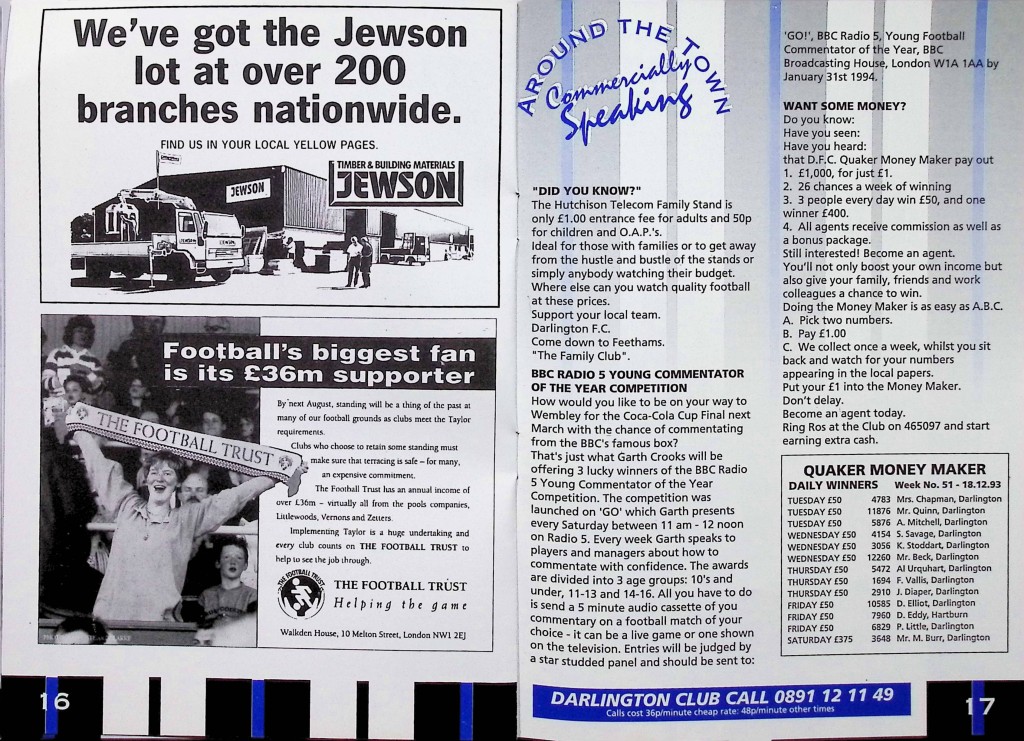 We've got the Jewson
lot at over 200
branches nationwide.
FIND US IN YOUR LOCAL YELLOW PAGES.
TIMBER & BUILDING MATERIALS
JEWSON
JEWSON
Football's biggest fan
is its £36m supporter
By next August, standing will be a thing of the past at
many of our football grounds as clubs meet the Taylor
requirements.
Clubs who choose to retain some standing must
make sure that terracing is safe – for many,
an expensive commitment.
The Football Trust has an annual income of
over £36m – virtually all from the pools companies,
Littlewoods, Vernons and Zetters.
Implementing Taylor is a huge undertaking and
every club counts on THE FOOTBALL TRUST to
help to see the job through.
THE FOOTBALL TRUST
THE FOOTBALL TRUST
THE FOOTBALL TRUST
Helping the game
Walkden House, 10 Melton Street, London NW1 2EJ
16
AROUND THE TOWN
Commercially
Speaking
"DID YOU KNOW?"
The Hutchison Telecom Family Stand is
only £1.00 entrance fee for adults and 50p
for children and O.A.P.'s.
Ideal for those with families or to get away
from the hustle and bustle of the stands or
simply anybody watching their budget.
Where else can you watch quality football
at these prices.
Support your local team.
Darlington F.C.
Come down to Feethams.
"The Family Club".
BBC RADIO 5 YOUNG COMMENTATOR
OF THE YEAR COMPETITION
How would you like to be on your way to
Wembley for the Coca-Cola Cup Final next
March with the chance of commentating
from the BBC's famous box?
That's just what Garth Crooks will be
offering 3 lucky winners of the BBC Radio
5 Young Commentator of the Year
Competition. The competition was
launched on 'GO' which Garth presents
every Saturday between 11 am - 12 noon
on Radio 5. Every week Garth speaks to
players and managers about how to
commentate with confidence. The awards
are divided into 3 age groups: 10's and
under, 11-13 and 14-16. All you have to do
is send a 5 minute audio cassette of you
commentary on a football match of your
choice - it can be a live game or one shown
on the television. Entries will be judged by
a star studded panel and should be sent to:
'GO!', BBC Radio 5, Young Football
Commentator of the Year, BBC
Broadcasting House, London W1A 1AA by
January 31st 1994.
WANT SOME MONEY?
Do you know:
Have you seen:
Have you heard:
that D.F.C. Quaker Money Maker pay out
1. £1,000, for just £1.
2. 26 chances a week of winning
3. 3 people every day win £50, and one
winner £400.
4. All agents receive commission as well as
a bonus package.
Still interested! Become an agent.
You'll not only boost your own income but
also give your family, friends and work
colleagues a chance to win.
Doing the Money Maker is as easy as A.B.C.
A. Pick two numbers.
B. Pay £1.00
C. We collect once a week, whilst you sit
back and watch for your numbers
appearing in the local papers.
Put your £1 into the Money Maker.
Don't delay.
Become an agent today.
Ring Ros at the Club on 465097 and start
earning extra cash.
QUAKER MONEY MAKER
DAILY WINNERS Week No. 51 - 18.12.93
TUESDAY £50 4783 Mrs. Chapman, Darlington
TUESDAY £50 11876 Mr. Quinn, Darlington
TUESDAY £50 5876 A. Mitchell, Darlington
WEDNESDAY £50 4154 S. Savage, Darlington
WEDNESDAY £50 3056 K. Stoddart, Darlington
WEDNESDAY £50 12260 Mr. Beck, Darlington
THURSDAY £50 5472 Al Urquhart, Darlington
THURSDAY £50 1694 F. Vallis, Darlington
THURSDAY £50 2910 J. Diaper, Darlington
FRIDAY £50 10585 D. Elliot, Darlington
FRIDAY £50 7960 D. Eddy, Hartburn
FRIDAY £50 6829 P. Little, Darlington
SATURDAY £375 3648 Mr. M. Burr, Darlington
DARLINGTON CLUB CALL 0891 12 11 49
Calls cost 36p/minute cheap rate: 48p/minute other times
17